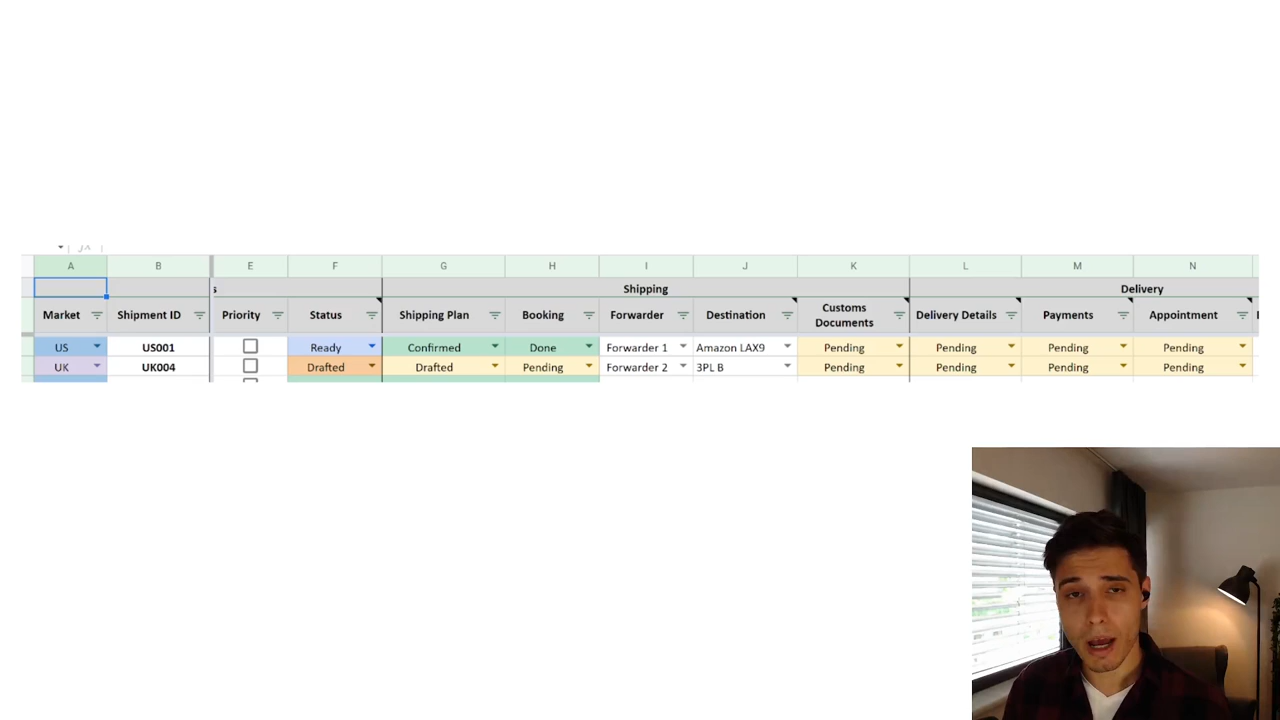 fx
A B E F G H I J K L M N
s Shipping Delivery
Market Shipment ID Priority Status Shipping Plan Booking Forwarder Destination Customs Documents Delivery Details Payments Appointment
US US001 Ready Confirmed Done Forwarder 1 Amazon LAX9 Pending Pending Pending Pending
UK UK004 Drafted Drafted Pending Forwarder 2 3PL B Pending Pending Pending Pending